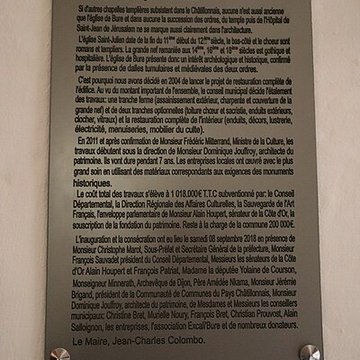 Si d'autres chapelles templières subsistent dans le Châtillonnais, aucune n'est aussi ancienne
que l'église de Bure et dans aucune la succession des ordres, du temple puis de l'Hôpital de
Saint-Jean de Jérusalem ne se marque aussi clairement dans l'architecture.
L'église Saint-Julien date de la fin du 11ème début du 12ème siècle, le bas-côté et le chœur sont
romans et templiers. La grande nef remaniée aux 14ème, 16ème et 18ème siècles est gothique et
hospitalière. L'église de Bure présente donc un intérêt archéologique et historique, confirmé
par la présence de dalles tumulaires et médiévales des deux ordres.
C'est pourquoi nous avons décidé en 2004 de lancer le projet de restauration complète de
l'édifice. Au vu du montant important de l'ensemble, le conseil municipal décide l'étalement
des travaux: une tranche ferme (assainissement extérieur, charpente et couverture de la
grande nef) et de deux tranches optionnelles (toiture chœur et sacristie, enduits extérieurs,
clocher, vitraux) et la restauration complète de l'intérieur (enduits, décors, lustrerie,
électricité, menuiseries, mobilier du culte).
En 2011 et après confirmation de Monsieur Frédéric Mitterrand, Ministre de la Culture, les
travaux débutent sous la direction de Monsieur Dominique Jouffroy, architecte du
patrimoine. Ils vont dure pendant 7 ans. Les entreprises locales ont œuvré avec le plus
grand soin en utilisant des matériaux correspondants aux exigences des monuments
historiques.
Le coût total des travaux s'élève à 1 018.000€ T.T.C subventionné par: le Conseil
Départemental, la Direction Régionale des Affaires Culturelles, la Sauvegarde de l'Art
Français, l'enveloppe parlementaire de Monsieur Alain Houpert, sénateur de la Côte d'Or, la
souscription de la fondation du patrimoine. Reste à la charge de la commune 200 000€.
L'inauguration et la consécration ont eu lieu le samedi 08 septembre 2018 en présence de
Monsieur Christophe Marot, Sous-Préfet et Secrétaire Général de la préfecture, Monsieur
François Sauvadet président du Conseil Départemental, Messieurs les sénateurs de la Côte
d'Or Alain Houpert et François Patriat, Madame la députée Yolaine de Courson,
Monseigneur Minnerath, Archevêque de Dijon, Père Amédée Nkama, Monsieur Jérémie
Brigand, président de la Communauté de Communes du Pays Châtillonnais, Monsieur
Dominique Jouffroy, architecte du patrimoine, de Mesdames et Messieurs les conseillers
municipaux: Christine Bret, Murielle Noury, François Bret, Christian Prouvost, Alain
Salloignon, les entreprises, l'association Excali'Bure et de nombreux donateurs.
Le Maire, Jean-Charles Colombo.